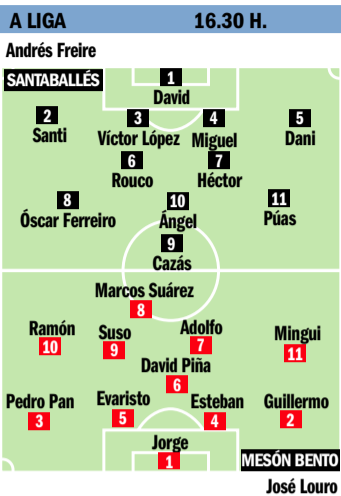 A LIGA 16.30 H.
Andrés Freire
SANTABALLÉS
1
David
2
Santi
3
Víctor López
4
Miguel
5
Dani
6
Rouco
7
Héctor
8
Óscar Ferreiro
10
Ángel
11
Púas
9
Cazás
Marcos Suárez
8
Ramón
10
Suso
9
Adolfo
7
Mingui
11
David Piña
6
Pedro Pan
3
Evaristo
5
Esteban
4
Guillermo
2
Jorge
1
MESÓN BENTO
José Louro